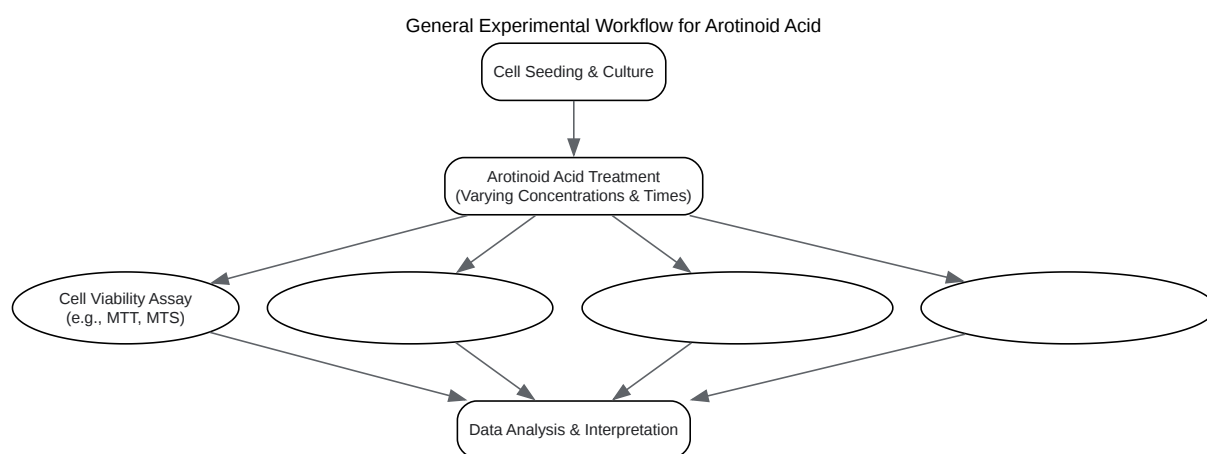 General Experimental Workflow for Arotinoid Acid
Cell Seeding & Culture
Arotinoid Acid Treatment
(Varying Concentrations & Times)
Cell Viability Assay
(e.g., MTT, MTS)
Data Analysis & Interpretation